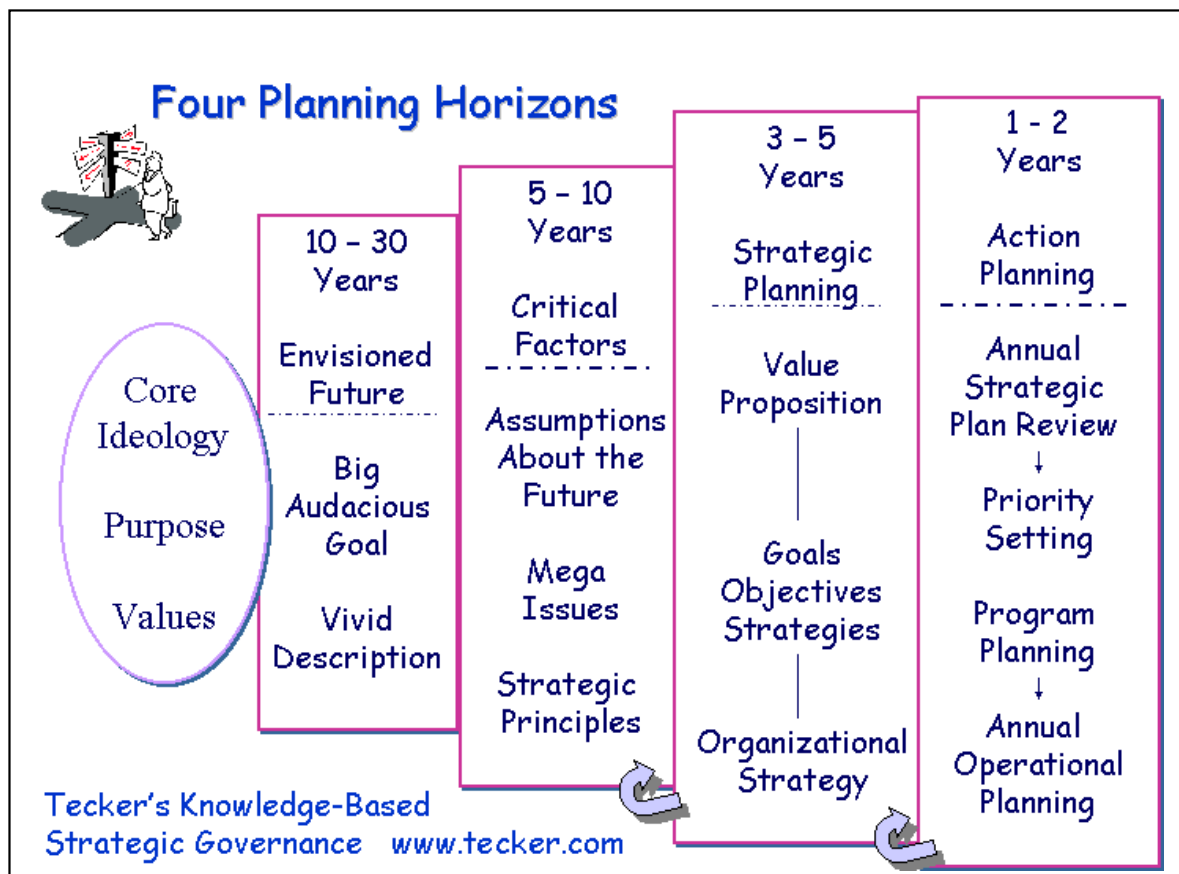 Four Planning Horizons
Core
Ideology
Purpose
Values
10 – 30
Years
Envisioned
Future
Big
Audacious
Goal
Vivid
Description
5 – 10
Years
Critical
Factors
Assumptions
About the
Future
Mega
Issues
Strategic
Principles
3 – 5
Years
Strategic
Planning
Value
Proposition
Goals
Objectives
Strategies
Organizational
Strategy
1 – 2
Years
Action
Planning
Annual
Strategic
Plan Review
Priority
Setting
Program
Planning
Annual
Operational
Planning
Tecker's Knowledge-Based
Strategic Governance www.tecker.com